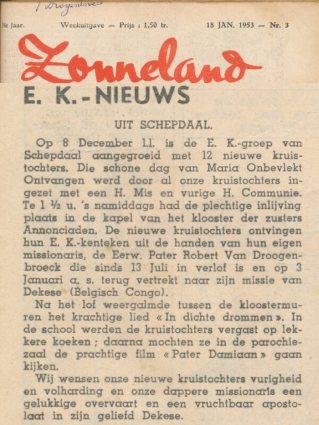 8e Jaar. Weekuitgave — Prijs : 1,50 fr. 18 JAN. 1953 — Nr. 3
Zonneland
E. K.-NIEUWS
UIT SCHEPDAAL.
Op 8 December l.l. is de E. K.-groep van
Schepdaal aangegroeid met 12 nieuwe kruis-
tochters. Die schone dag van Maria Onbevlekt
Ontvangen werd door al onze kruistochters in-
gezet met een H. Mis en vurige H. Communie.
Te 1 ½ u. 's namiddags had de plechtige inlijving
plaats in de kapel van het klooster der zusters
Annonciaden. De nieuwe kruistochters ontvingen
hun E. K.-kenteken uit de handen van hun eigen
missionaris, de Eerw. Pater Robert Van Droogen-
broeck die sinds 13 Juli in verlof is en op 3
Januari a. s. terug vertrekt naar zijn missie van
Dekese (Belgisch Congo).
Na het lof weergalmde tussen de kloostermu-
ren het krachtige lied « In dichte drommen ». In
de school werden de kruistochters vergast op lek-
kere koeken ; daarna mochten ze in de parochie-
zaal de prachtige film « Pater Damiaan » gaan
kijken.
Wij wensen onze nieuwe kruistochters vurigheid
en volharding en onze dappere missionaris een
gelukkige overvaart en een vruchtbaar aposto-
laat in zijn geliefd Dekese.